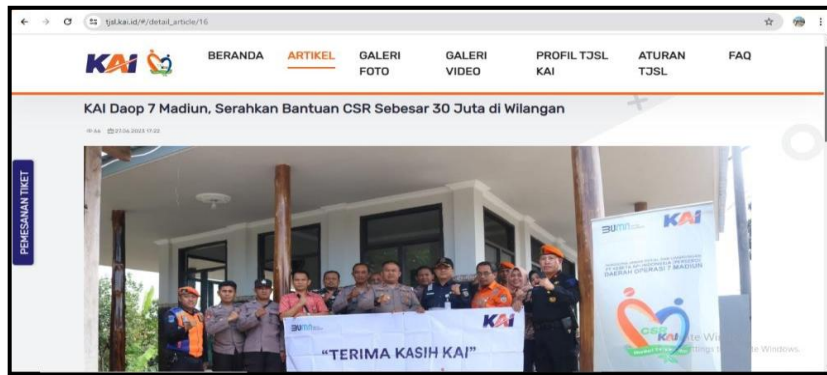 tjsl.kai.id/#/detail_article/16
KAI
BERANDA
ARTIKEL
GALERI
FOTO
GALERI
VIDEO
PROFIL TJSL
KAI
ATURAN
TJSL
FAQ
KAI Daop 7 Madiun, Serahkan Bantuan CSR Sebesar 30 Juta di Wilangan
PEMESANAN TIKET
BUMN
KAI
DAERAH OPERASI 7 MADIUN
CSR
KAI
BUMN
KAI
"TERIMA KASIH KAI"